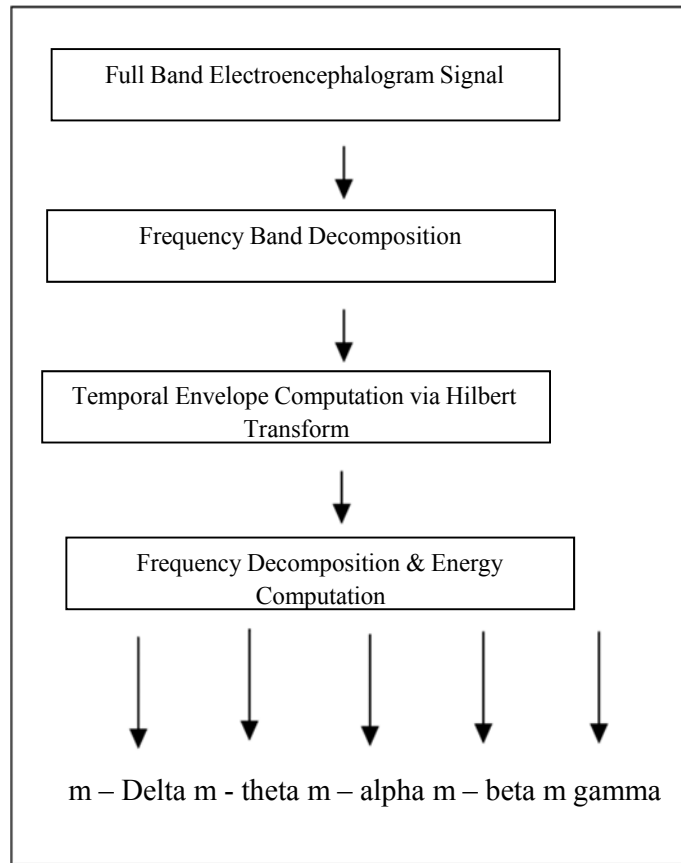 Full Band Electroencephalogram Signal
Frequency Band Decomposition
Temporal Envelope Computation via Hilbert
Transform
Frequency Decomposition & Energy
Computation
m – Delta m - theta m – alpha m – beta m gamma